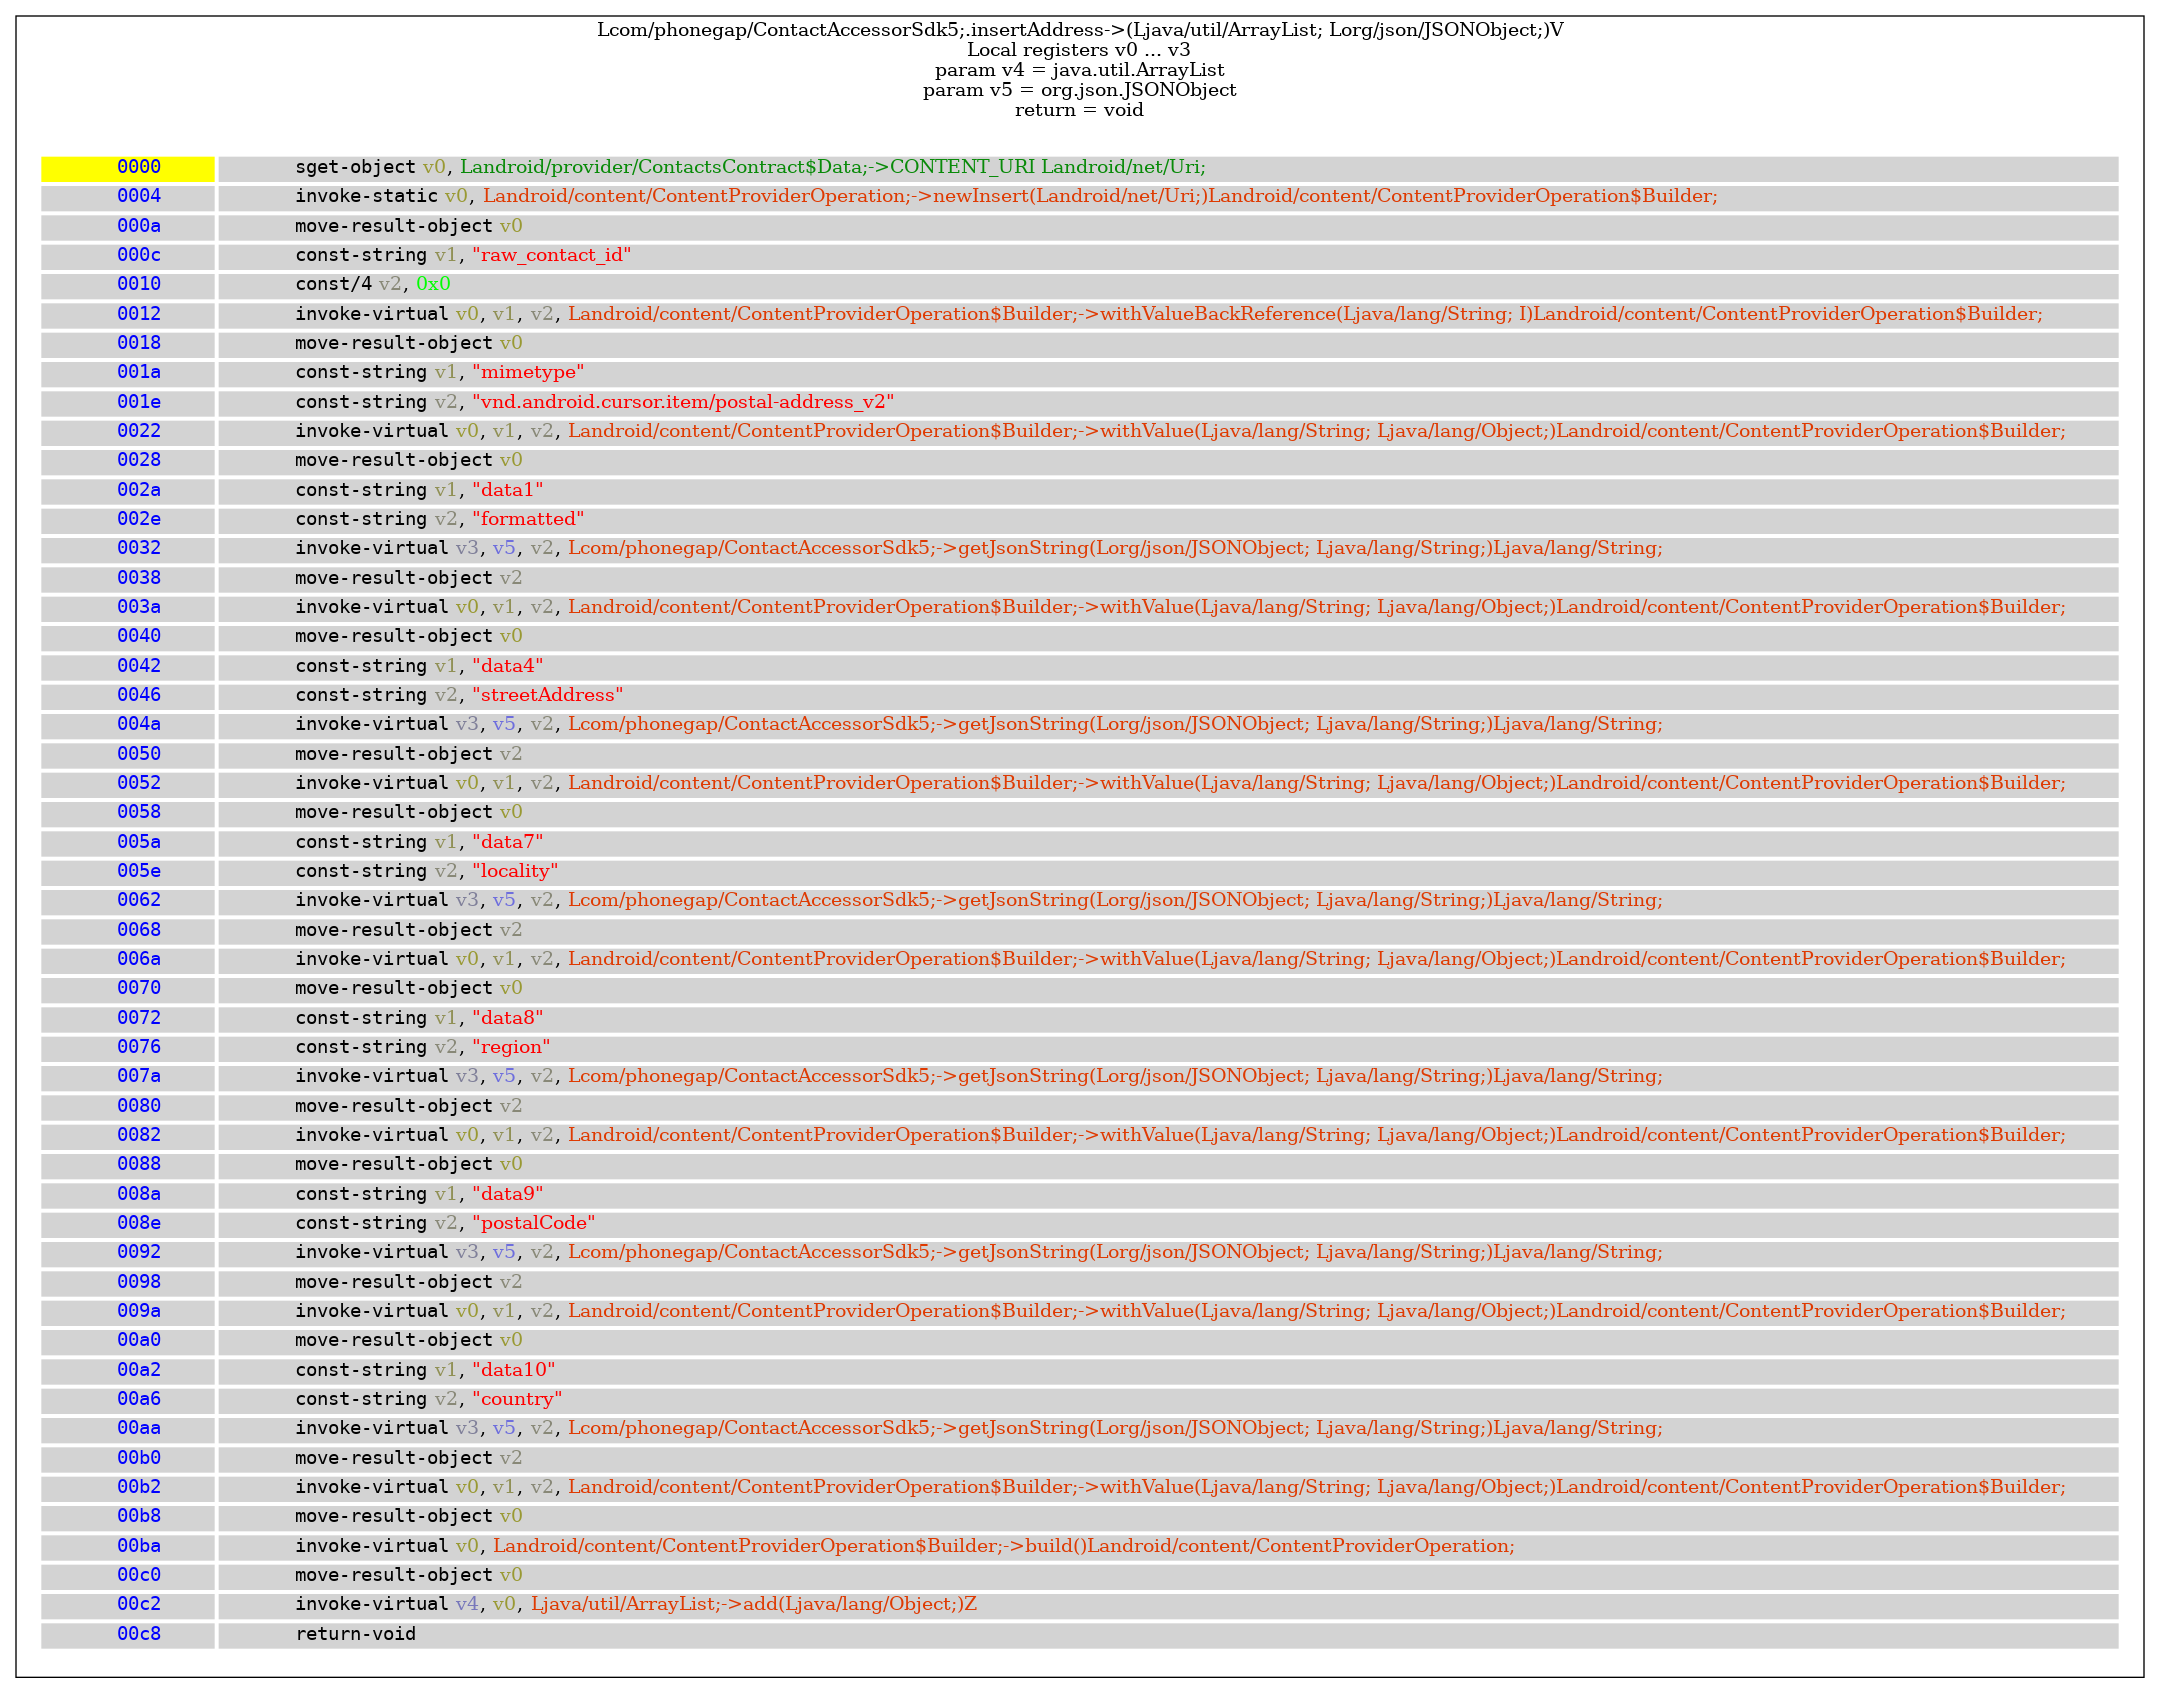 Lcom/phonegap/ContactAccessorSdk5;.insertAddress->(Ljava/util/ArrayList; Lorg/json/JSONObject;)V
Local registers v0 ... v3
param v4 = java.util.ArrayList
param v5 = org.json.JSONObject
return = void
0000 sget-object v0, Landroid/provider/ContactsContract$Data;->CONTENT_URI Landroid/net/Uri;
0004 invoke-static v0, Landroid/content/ContentProviderOperation;->newInsert(Landroid/net/Uri;)Landroid/content/ContentProviderOperation$Builder;
000a move-result-object v0
000c const-string v1, "raw_contact_id"
0010 const/4 v2, 0x0
0012 invoke-virtual v0, v1, v2, Landroid/content/ContentProviderOperation$Builder;->withValueBackReference(Ljava/lang/String; I)Landroid/content/ContentProviderOperation$Builder;
0018 move-result-object v0
001a const-string v1, "mimetype"
001e const-string v2, "vnd.android.cursor.item/postal-address_v2"
0022 invoke-virtual v0, v1, v2, Landroid/content/ContentProviderOperation$Builder;->withValue(Ljava/lang/String; Ljava/lang/Object;)Landroid/content/ContentProviderOperation$Builder;
0028 move-result-object v0
002a const-string v1, "data1"
002e const-string v2, "formatted"
0032 invoke-virtual v3, v5, v2, Lcom/phonegap/ContactAccessorSdk5;->getJsonString(Lorg/json/JSONObject; Ljava/lang/String;)Ljava/lang/String;
0038 move-result-object v2
003a invoke-virtual v0, v1, v2, Landroid/content/ContentProviderOperation$Builder;->withValue(Ljava/lang/String; Ljava/lang/Object;)Landroid/content/ContentProviderOperation$Builder;
0040 move-result-object v0
0042 const-string v1, "data4"
0046 const-string v2, "streetAddress"
004a invoke-virtual v3, v5, v2, Lcom/phonegap/ContactAccessorSdk5;->getJsonString(Lorg/json/JSONObject; Ljava/lang/String;)Ljava/lang/String;
0050 move-result-object v2
0052 invoke-virtual v0, v1, v2, Landroid/content/ContentProviderOperation$Builder;->withValue(Ljava/lang/String; Ljava/lang/Object;)Landroid/content/ContentProviderOperation$Builder;
0058 move-result-object v0
005a const-string v1, "data7"
005e const-string v2, "locality"
0062 invoke-virtual v3, v5, v2, Lcom/phonegap/ContactAccessorSdk5;->getJsonString(Lorg/json/JSONObject; Ljava/lang/String;)Ljava/lang/String;
0068 move-result-object v2
006a invoke-virtual v0, v1, v2, Landroid/content/ContentProviderOperation$Builder;->withValue(Ljava/lang/String; Ljava/lang/Object;)Landroid/content/ContentProviderOperation$Builder;
0070 move-result-object v0
0072 const-string v1, "data8"
0076 const-string v2, "region"
007a invoke-virtual v3, v5, v2, Lcom/phonegap/ContactAccessorSdk5;->getJsonString(Lorg/json/JSONObject; Ljava/lang/String;)Ljava/lang/String;
0080 move-result-object v2
0082 invoke-virtual v0, v1, v2, Landroid/content/ContentProviderOperation$Builder;->withValue(Ljava/lang/String; Ljava/lang/Object;)Landroid/content/ContentProviderOperation$Builder;
0088 move-result-object v0
008a const-string v1, "data9"
008e const-string v2, "postalCode"
0092 invoke-virtual v3, v5, v2, Lcom/phonegap/ContactAccessorSdk5;->getJsonString(Lorg/json/JSONObject; Ljava/lang/String;)Ljava/lang/String;
0098 move-result-object v2
009a invoke-virtual v0, v1, v2, Landroid/content/ContentProviderOperation$Builder;->withValue(Ljava/lang/String; Ljava/lang/Object;)Landroid/content/ContentProviderOperation$Builder;
00a0 move-result-object v0
00a2 const-string v1, "data10"
00a6 const-string v2, "country"
00aa invoke-virtual v3, v5, v2, Lcom/phonegap/ContactAccessorSdk5;->getJsonString(Lorg/json/JSONObject; Ljava/lang/String;)Ljava/lang/String;
00b0 move-result-object v2
00b2 invoke-virtual v0, v1, v2, Landroid/content/ContentProviderOperation$Builder;->withValue(Ljava/lang/String; Ljava/lang/Object;)Landroid/content/ContentProviderOperation$Builder;
00b8 move-result-object v0
00ba invoke-virtual v0, Landroid/content/ContentProviderOperation$Builder;->build()Landroid/content/ContentProviderOperation;
00c0 move-result-object v0
00c2 invoke-virtual v4, v0, Ljava/util/ArrayList;->add(Ljava/lang/Object;)Z
00c8 return-void